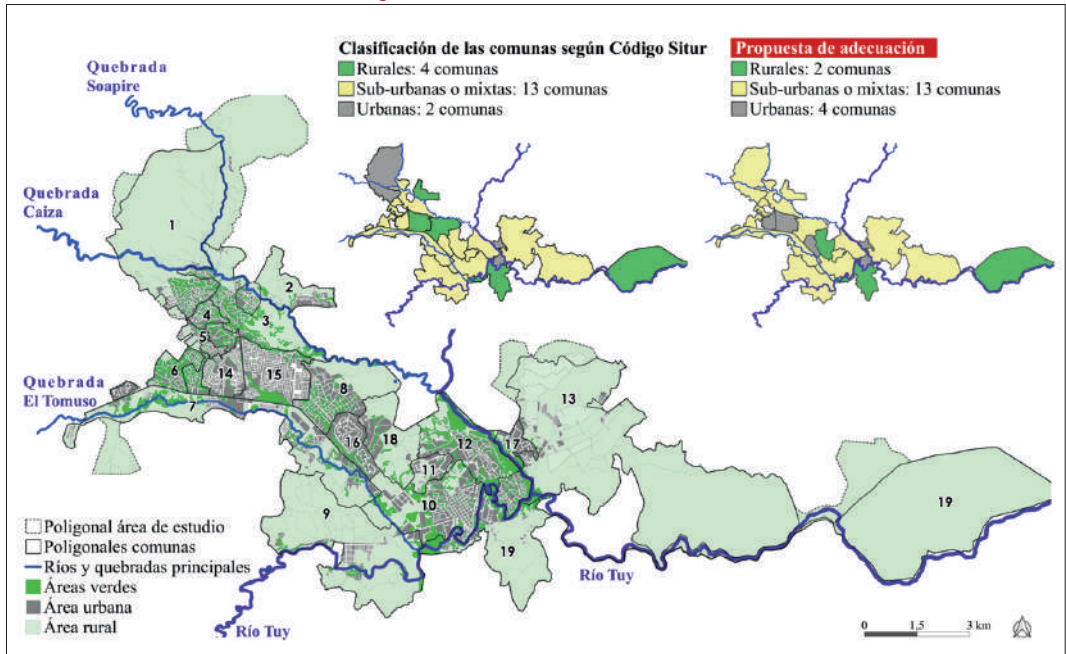 Clasificación de las comunas según Código Situr
Rurales: 4 comunas
Sub-urbanas o mixtas: 13 comunas
Urbanas: 2 comunas
Propuesta de adecuación
Rurales: 2 comunas
Sub-urbanas o mixtas: 13 comunas
Urbanas: 4 comunas
Quebrada
Soapire
Quebrada
Caiza
Quebrada
El Tomuso
1
2
3
4
5
6
7
14
15
8
16
18
11
12
17
13
10
9
19
19
Río Tuy
Río Tuy
Poligonal área de estudio
Poligonales comunas
Ríos y quebradas principales
Áreas verdes
Área urbana
Área rural
0 1,5 3 km